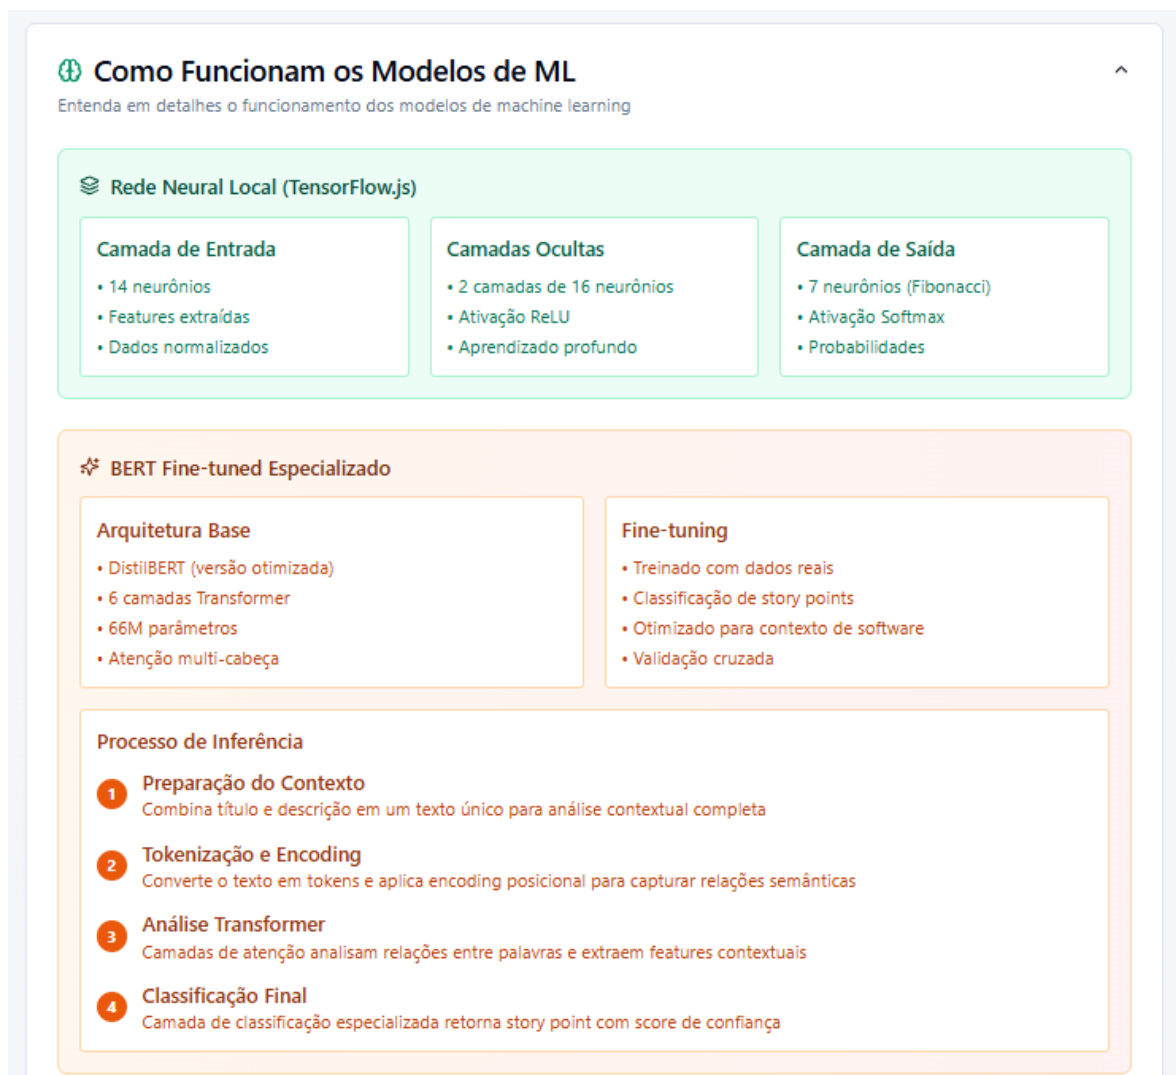 Como Funcionam os Modelos de ML
Entenda em detalhes o funcionamento dos modelos de machine learning
Rede Neural Local (TensorFlow.js)
Camada de Entrada
• 14 neurônios
• Features extraídas
• Dados normalizados
Camadas Ocultas
• 2 camadas de 16 neurônios
• Ativação ReLU
• Aprendizado profundo
Camada de Saída
• 7 neurônios (Fibonacci)
• Ativação Softmax
• Probabilidades
BERT Fine-tuned Especializado
Arquitetura Base
• DistilBERT (versão otimizada)
• 6 camadas Transformer
• 66M parâmetros
• Atenção multi-cabeça
Fine-tuning
• Treinado com dados reais
• Classificação de story points
• Otimizado para contexto de software
• Validação cruzada
Processo de Inferência
1 Preparação do Contexto
Combina título e descrição em um texto único para análise contextual completa
2 Tokenização e Encoding
Converte o texto em tokens e aplica encoding posicional para capturar relações semânticas
3 Análise Transformer
Camadas de atenção analisam relações entre palavras e extraem features contextuais
4 Classificação Final
Camada de classificação especializada retorna story point com score de confiança